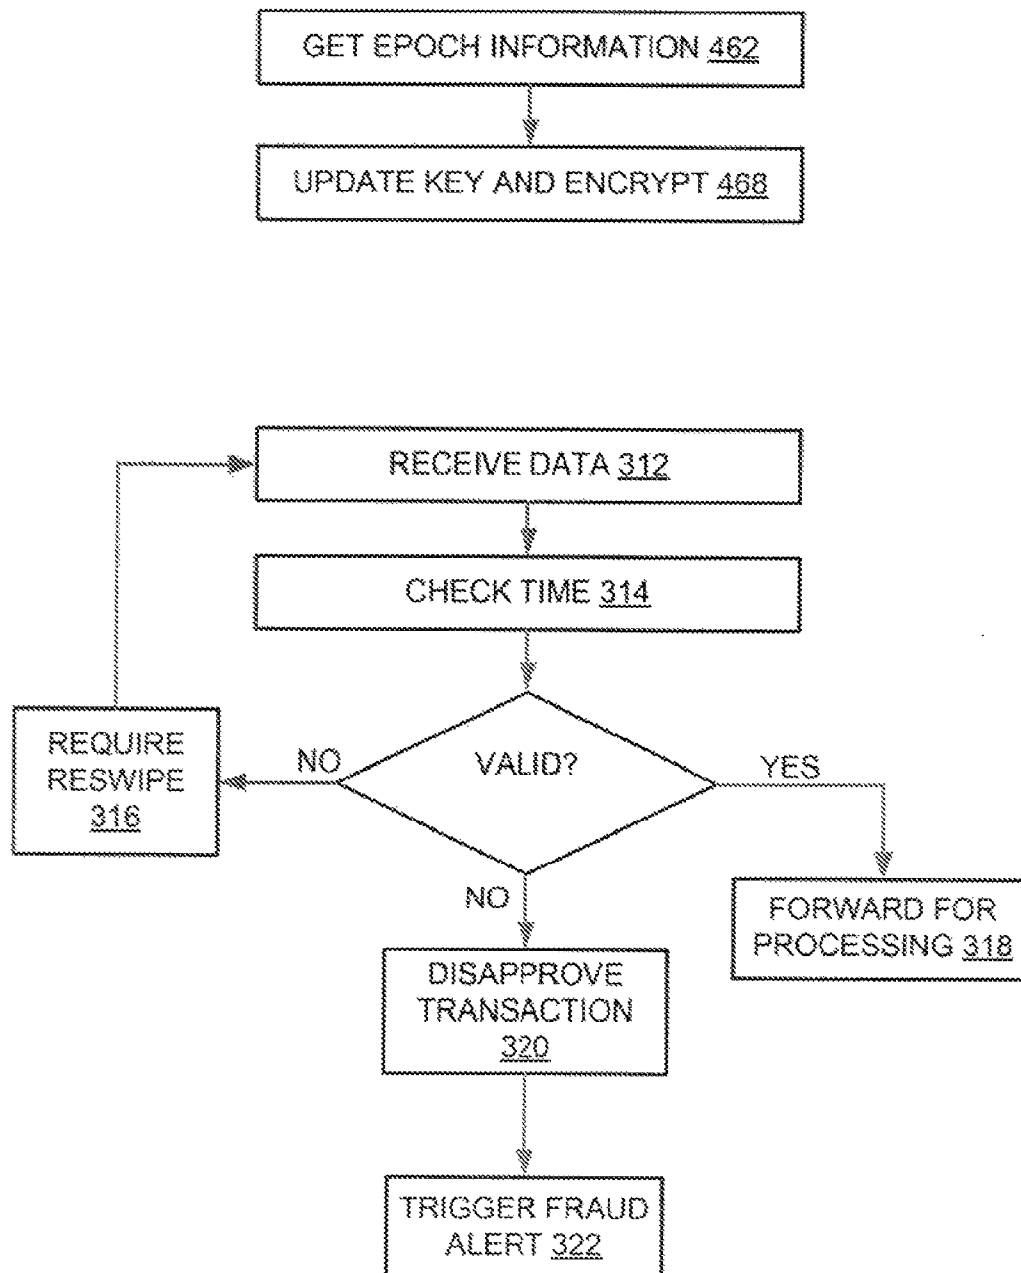 GET EPOCH INFORMATION 462
UPDATE KEY AND ENCRYPT 468
RECEIVE DATA 312
CHECK TIME 314
REQUIRE
RESWIPE
316
NO
VALID?
YES
NO
FORWARD FOR
PROCESSING 318
DISAPPROVE
TRANSACTION
320
TRIGGER FRAUD
ALERT 322